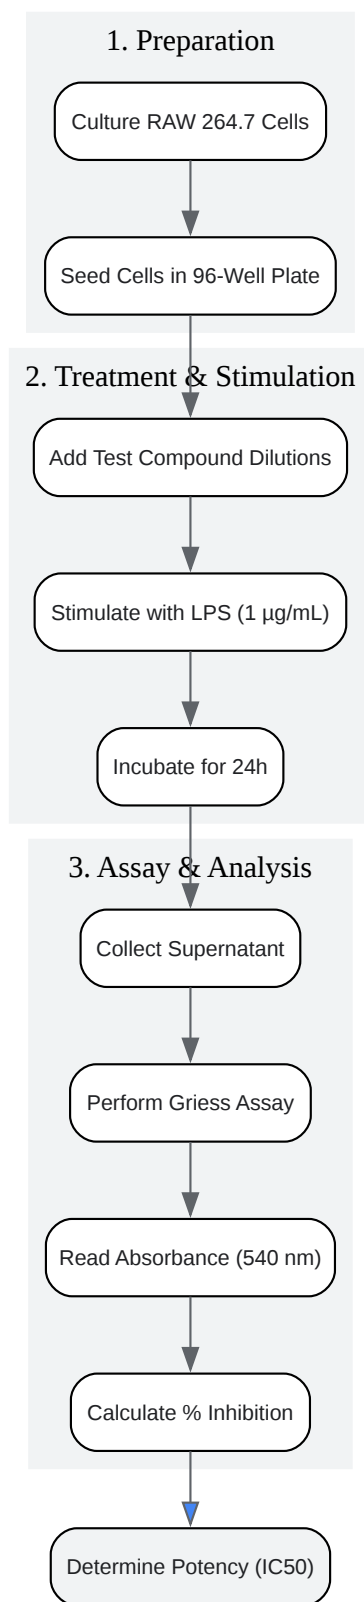 1. Preparation
Culture RAW 264.7 Cells
Seed Cells in 96-Well Plate
2. Treatment & Stimulation
Add Test Compound Dilutions
Stimulate with LPS (1 µg/mL)
Incubate for 24h
3. Assay & Analysis
Collect Supernatant
Perform Griess Assay
Read Absorbance (540 nm)
Calculate % Inhibition
Determine Potency (IC50)